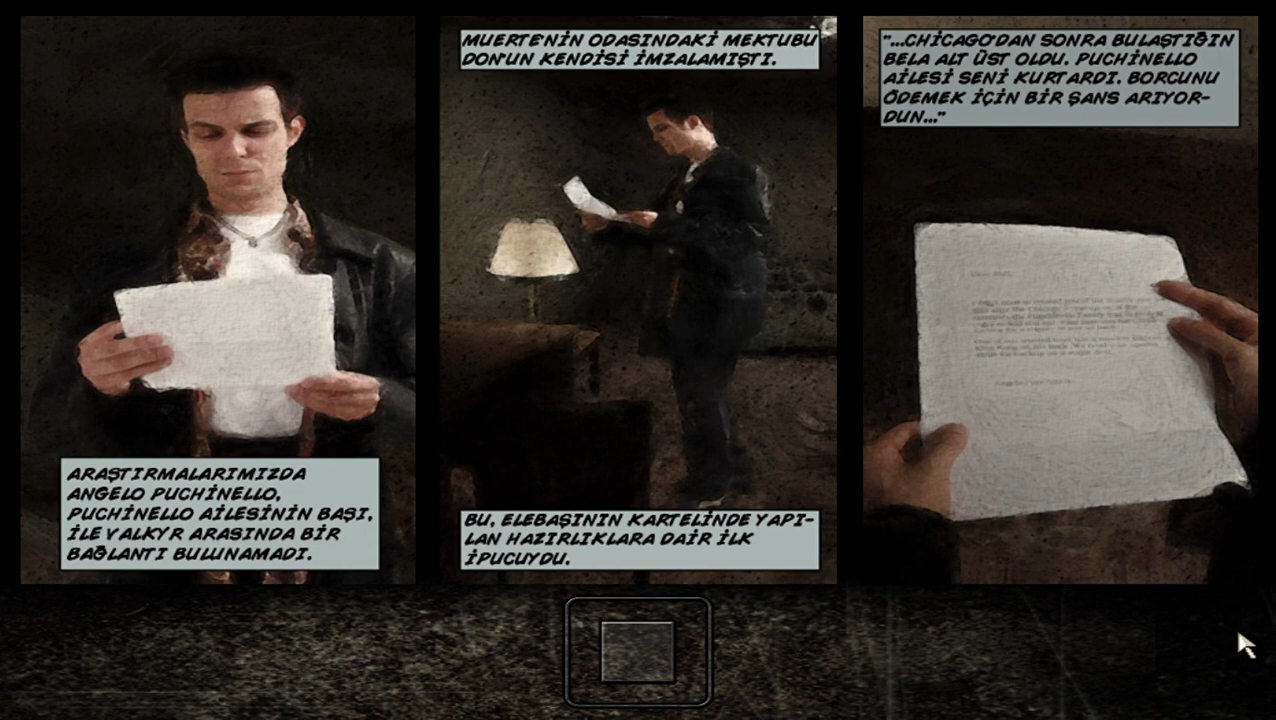 ARAŞTIRMALARIMIZDA
ANGELO PUCHİNELLO,
PUCHİNELLO AİLESİNİN BAŞI,
İLE VALKYR ARASINDA BİR
BAĞLANTI BULUNAMADI.
MUERTE'NİN ODASINDAKİ MEKTUBU
DON'UN KENDİSİ İMZALAMIŞTI.
BU, ELEBAŞININ KARTELİNDE YAPI-
LAN HAZIRLIKLARA DAİR İLK
İPUCUYDU.
"...CHİCAGO'DAN SONRA BULAŞTIĞIN
BELA ALT ÜST OLDU. PUCHİNELLO
AİLESİ SENİ KURTARDI. BORCUNU
ÖDEMEK İÇİN BİR ŞANS ARIYOR-
DUN..."